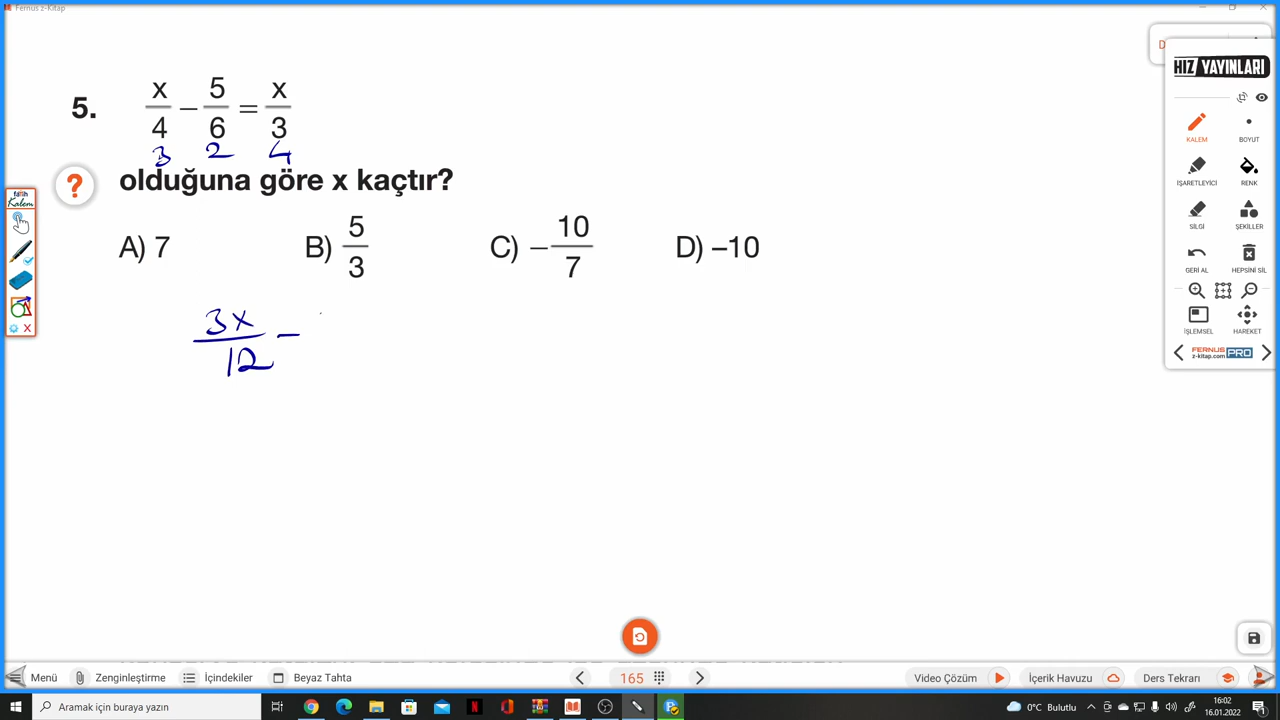 Fernus z-Kitap
5. x/4 − 5/6 = x/3
3 2 4
? olduğuna göre x kaçtır?
A) 7 B) 5/3 C) −10/7 D) –10
3x/12 −
fatih Kalem
D
HIZ YAYINLARI
KALEM BOYUT
İŞARETLEYİCİ RENK
SİLGİ ŞEKİLLER
GERİ AL HEPSİNİ SİL
İŞLEMSEL HAREKET
FERNUS z-kitap.com PRO
Menü Zenginleştirme İçindekiler Beyaz Tahta 165 Video Çözüm İçerik Havuzu Ders Tekrarı
Aramak için buraya yazın 0°C Bulutlu 16:02
16.01.2022